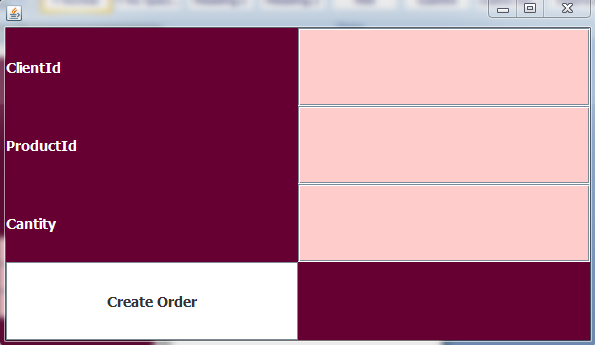 ClientId
ProductId
Cantity
Create Order